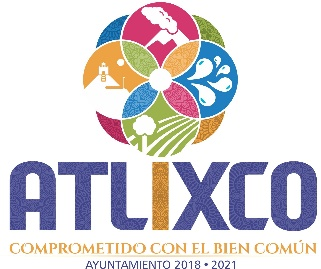 ATLIXCO
COMPROMETIDO CON EL BIEN COMÚN
AYUNTAMIENTO 2018 • 2021